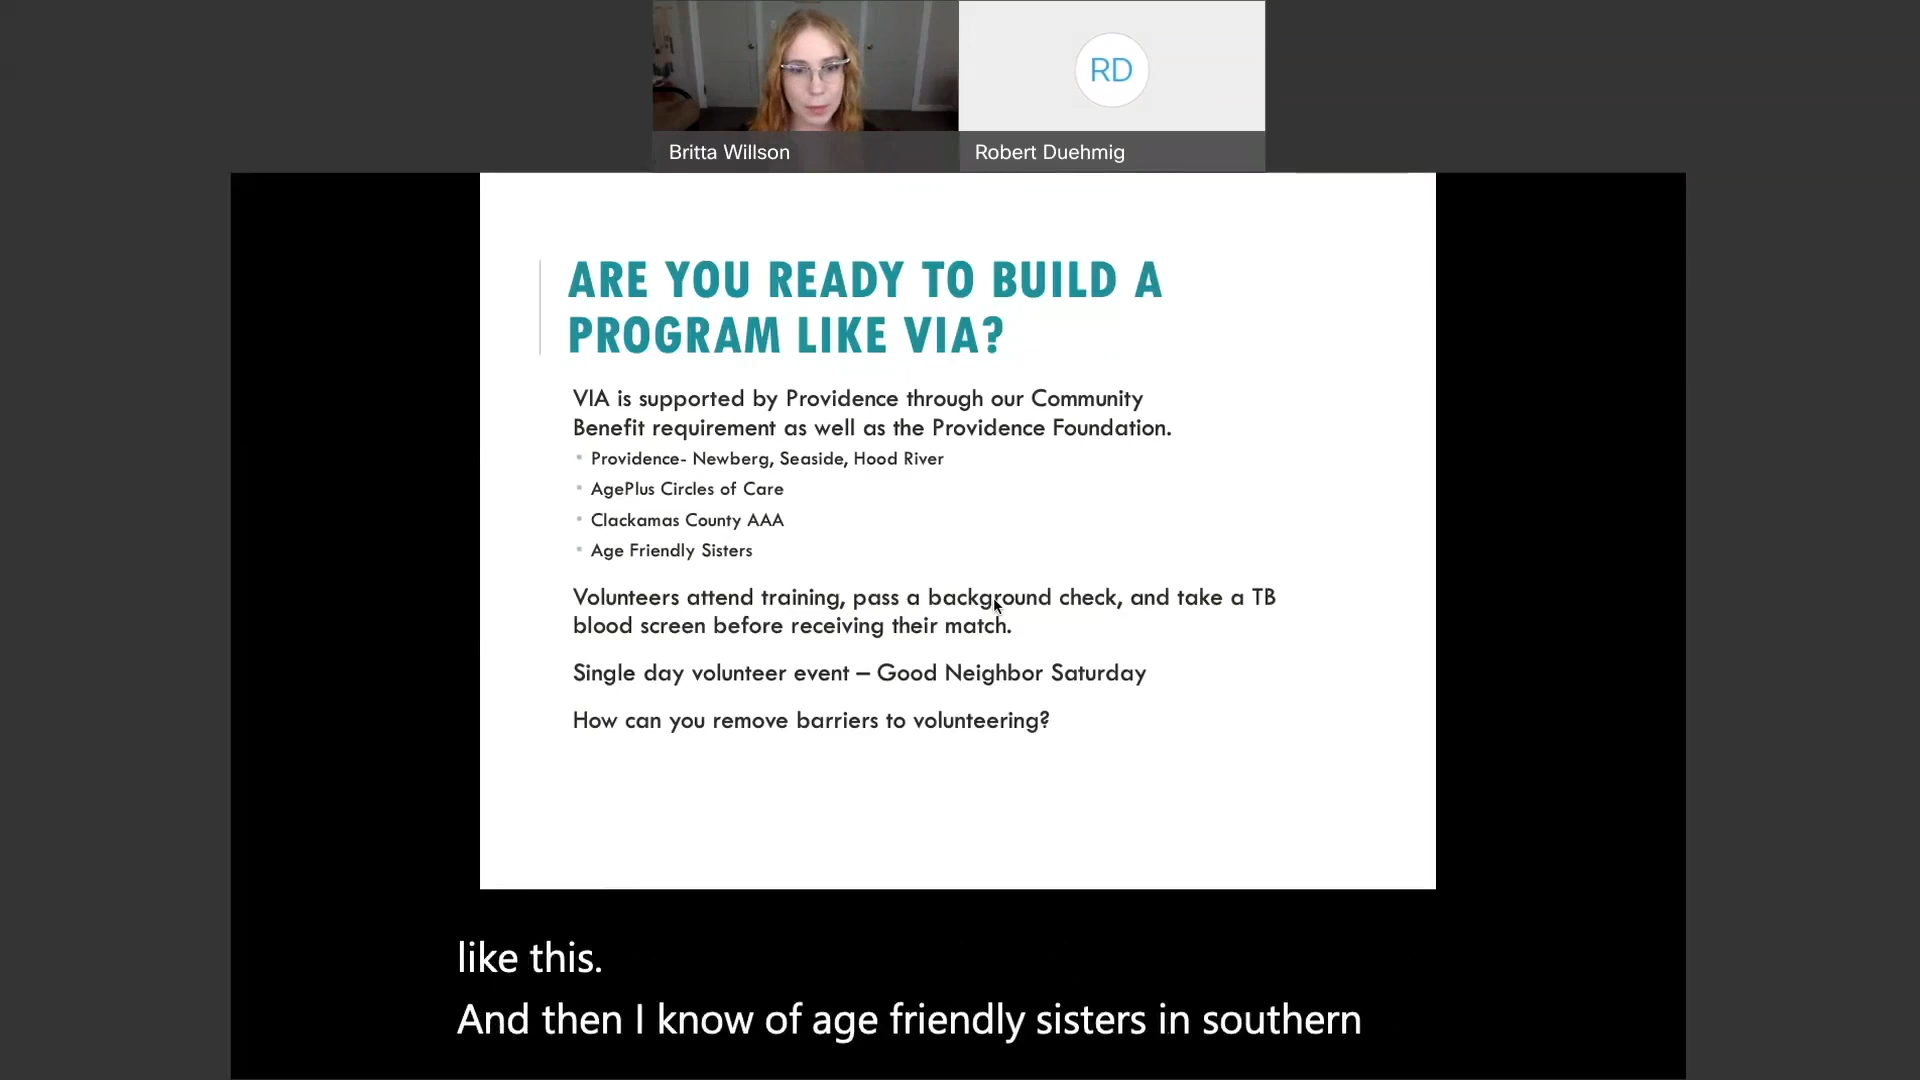 RD
Britta Willson
Robert Duehmig
ARE YOU READY TO BUILD A
PROGRAM LIKE VIA?
VIA is supported by Providence through our Community
Benefit requirement as well as the Providence Foundation.
Providence- Newberg, Seaside, Hood River
AgePlus Circles of Care
Clackamas County AAA
Age Friendly Sisters
Volunteers attend training, pass a background check, and take a TB
blood screen before receiving their match.
Single day volunteer event – Good Neighbor Saturday
How can you remove barriers to volunteering?
like this.
And then I know of age friendly sisters in southern